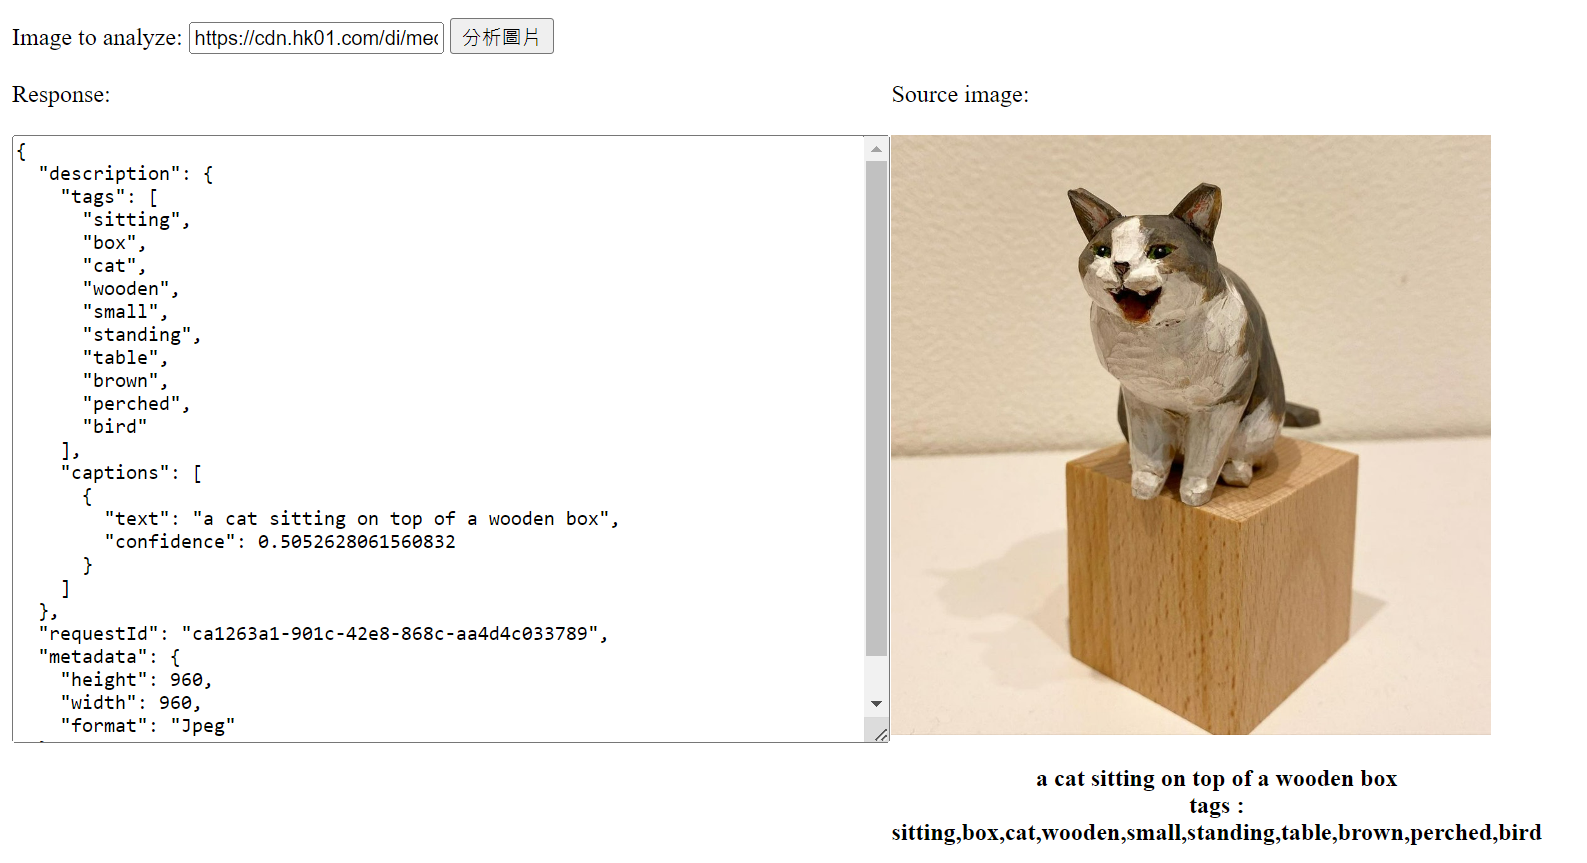 Image to analyze: https://cdn.hk01.com/di/med 分析圖片
Response:
Source image:
{
  "description": {
    "tags": [
      "sitting",
      "box",
      "cat",
      "wooden",
      "small",
      "standing",
      "table",
      "brown",
      "perched",
      "bird"
    ],
    "captions": [
      {
        "text": "a cat sitting on top of a wooden box",
        "confidence": 0.5052628061560832
      }
    ]
  },
  "requestId": "ca1263a1-901c-42e8-868c-aa4d4c033789",
  "metadata": {
    "height": 960,
    "width": 960,
    "format": "Jpeg"
a cat sitting on top of a wooden box
tags :
sitting,box,cat,wooden,small,standing,table,brown,perched,bird